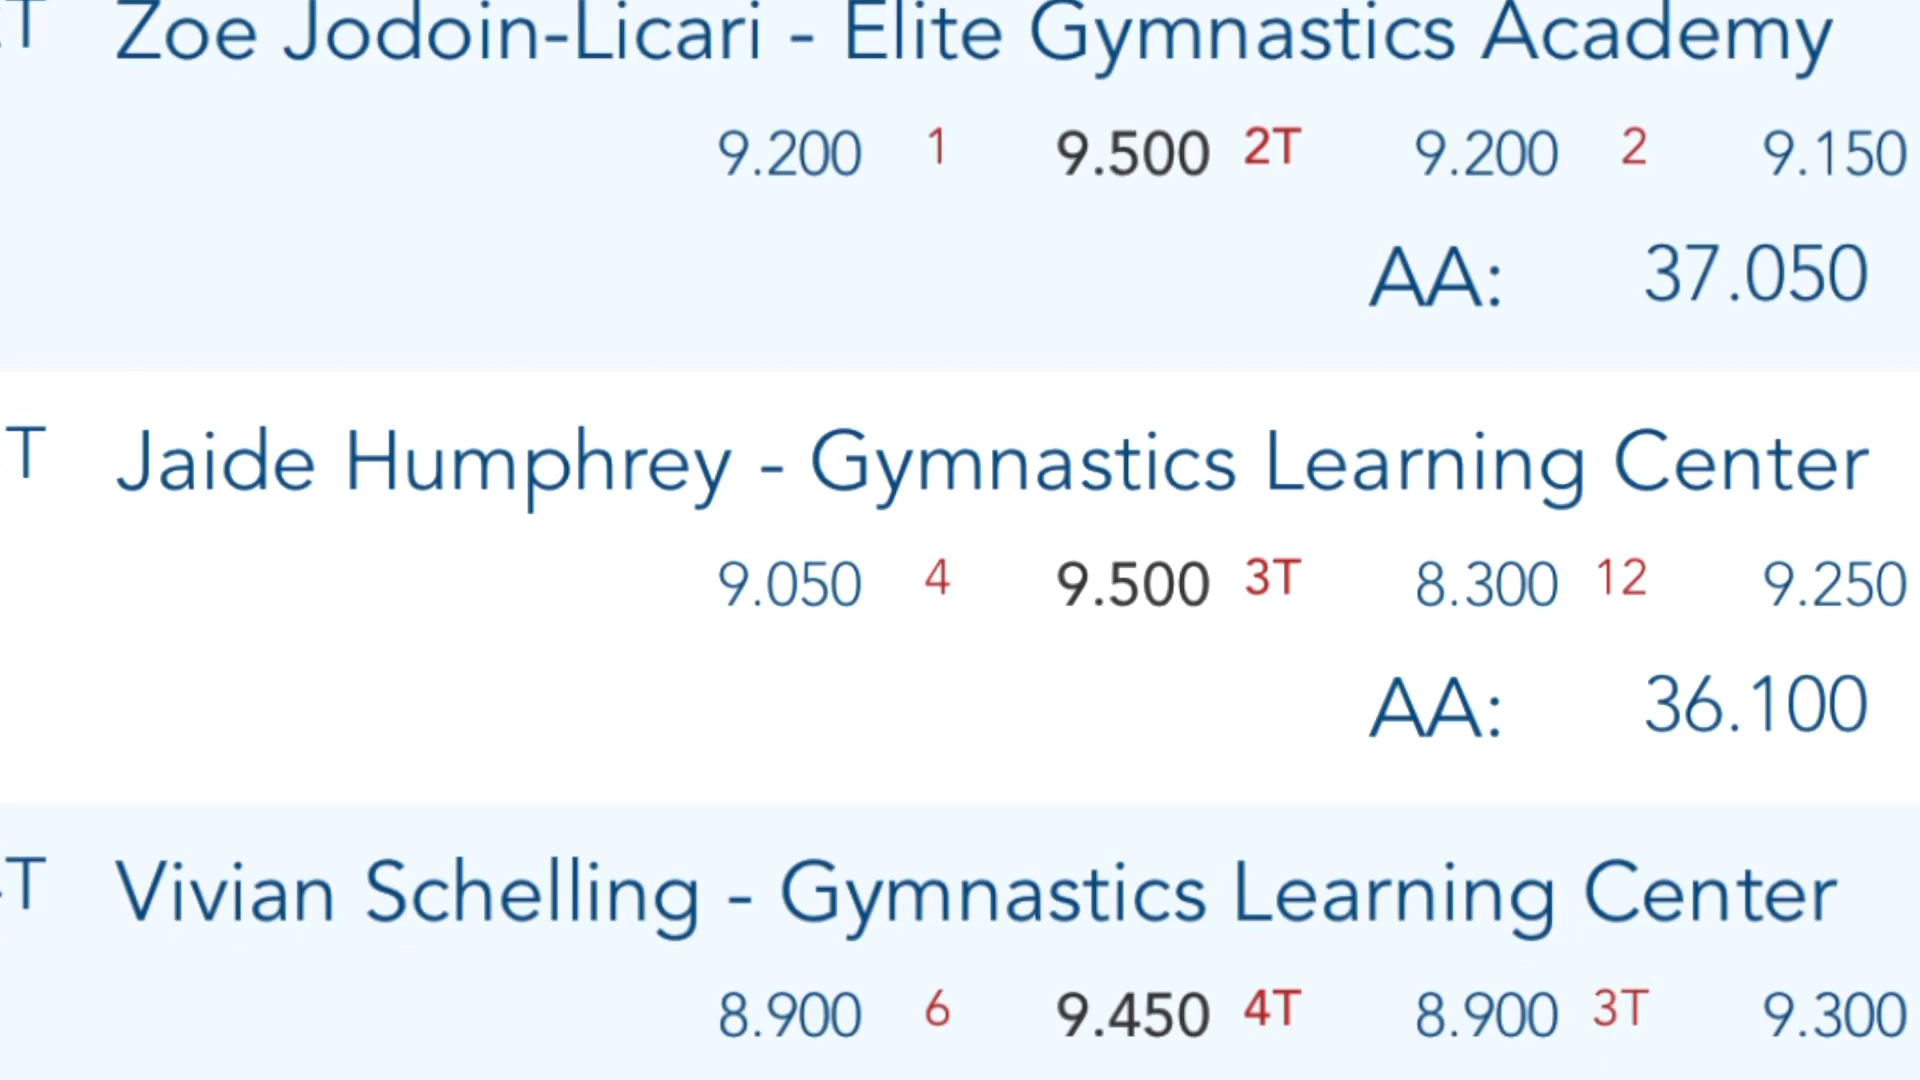 T Zoe Jodoin-Licari - Elite Gymnastics Academy
9.200 1 9.500 2T 9.200 2 9.150
AA: 37.050
T Jaide Humphrey - Gymnastics Learning Center
9.050 4 9.500 3T 8.300 12 9.250
AA: 36.100
T Vivian Schelling - Gymnastics Learning Center
8.900 6 9.450 4T 8.900 3T 9.300